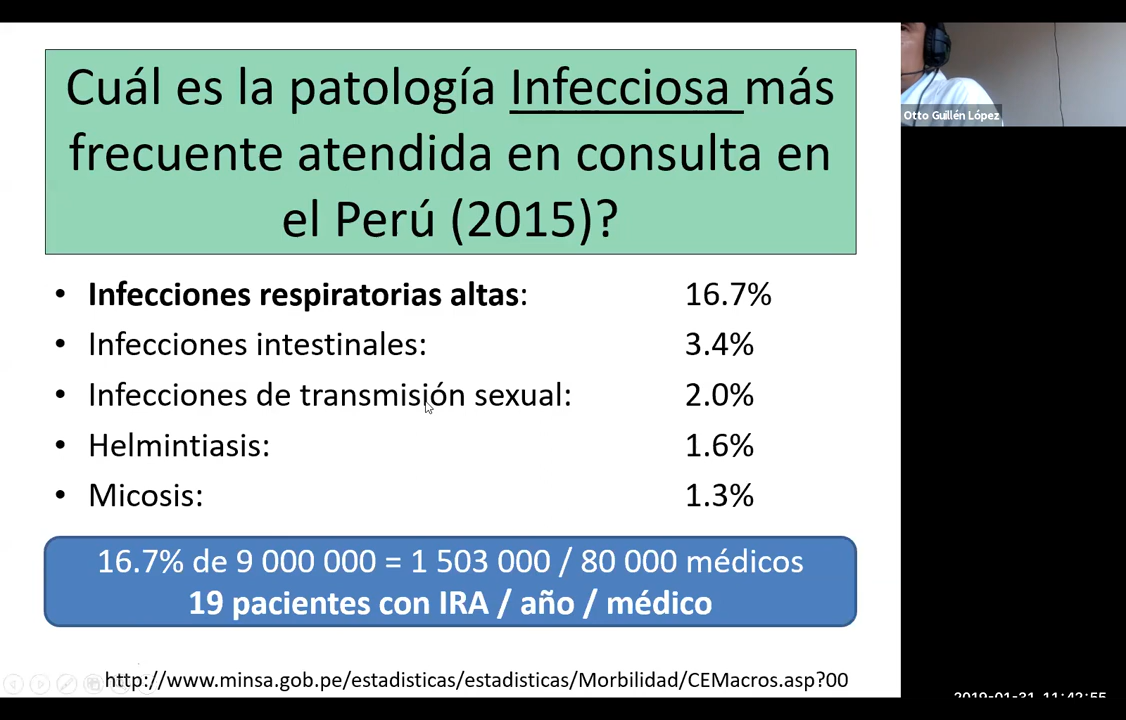 Cuál es la patología Infecciosa más
frecuente atendida en consulta en
el Perú (2015)?
• Infecciones respiratorias altas: 16.7%
• Infecciones intestinales: 3.4%
• Infecciones de transmisión sexual: 2.0%
• Helmintiasis: 1.6%
• Micosis: 1.3%
16.7% de 9 000 000 = 1 503 000 / 80 000 médicos
19 pacientes con IRA / año / médico
http://www.minsa.gob.pe/estadisticas/estadisticas/Morbilidad/CEMacros.asp?00
Otto Guillén López
2019-01-31 11:42:55